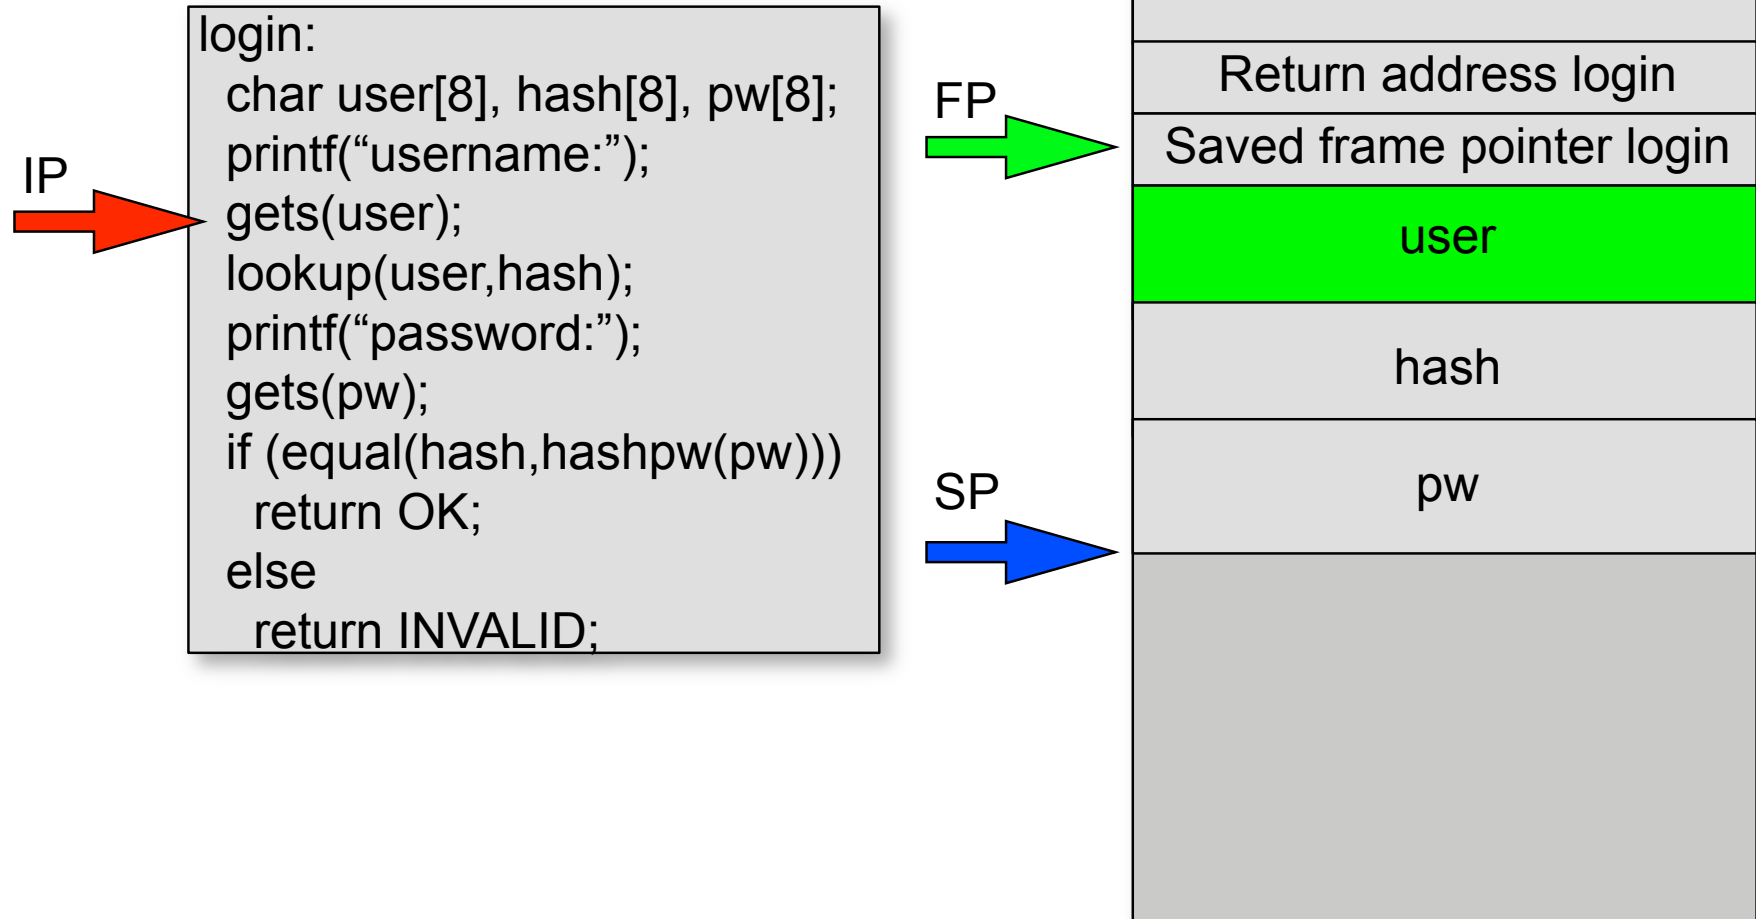 login:
char user[8], hash[8], pw[8];
printf(“username:”);
gets(user);
lookup(user,hash);
printf(“password:”);
gets(pw);
if (equal(hash,hashpw(pw)))
return OK;
else
return INVALID;
IP
FP
SP
Return address login
Saved frame pointer login
user
hash
pw